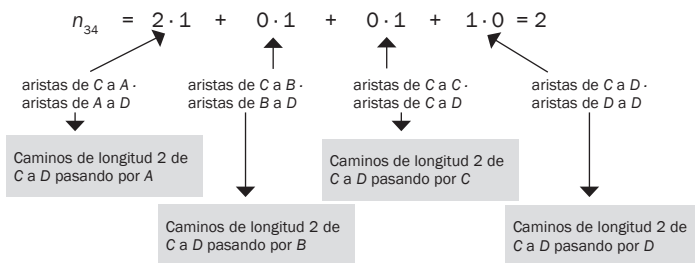 n₃₄ = 2·1 + 0·1 + 0·1 + 1·0 = 2
aristas de C a A·
aristas de A a D
aristas de C a B·
aristas de B a D
aristas de C a C·
aristas de C a D
aristas de C a D·
aristas de D a D
Caminos de longitud 2 de
C a D pasando por A
Caminos de longitud 2 de
C a D pasando por B
Caminos de longitud 2 de
C a D pasando por C
Caminos de longitud 2 de
C a D pasando por D